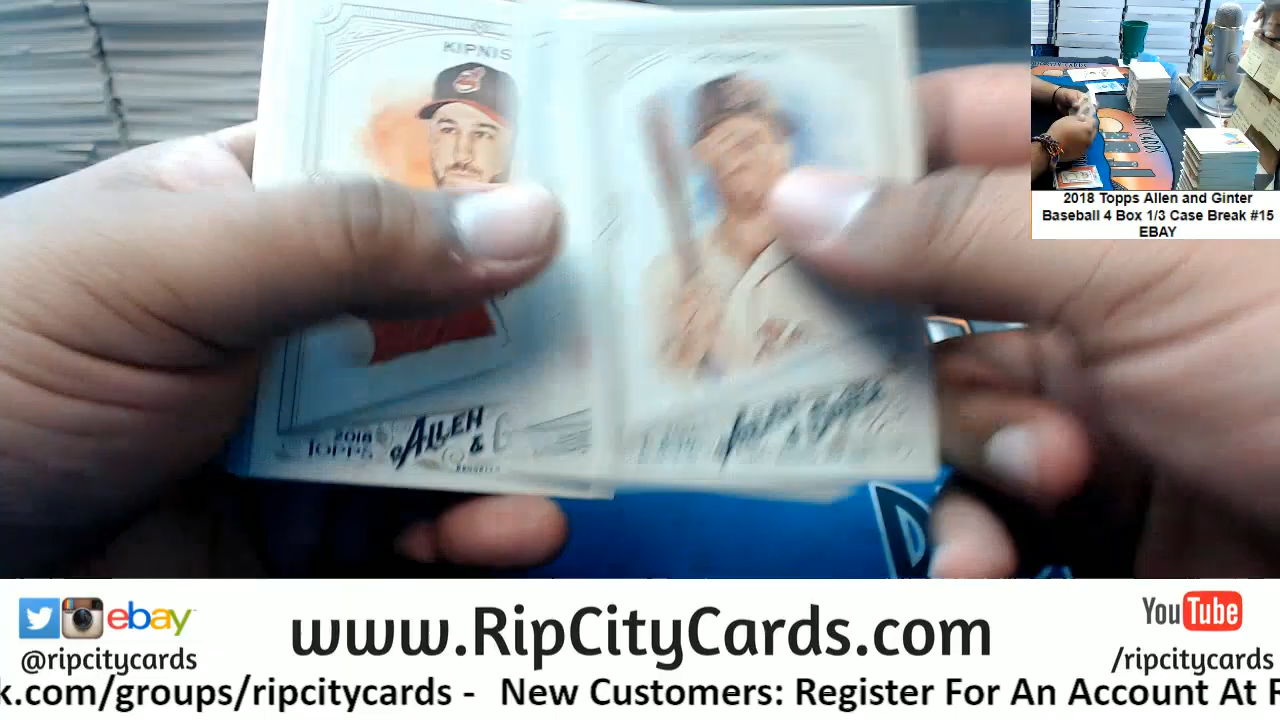 KIPNIS
2018
TOPPS
ALLEN
&
2018 Topps Allen and Ginter
Baseball 4 Box 1/3 Case Break #15
EBAY
ebay
@ripcitycards
www.RipCityCards.com
YouTube
/ripcitycards
k.com/groups/ripcitycards - New Customers: Register For An Account At